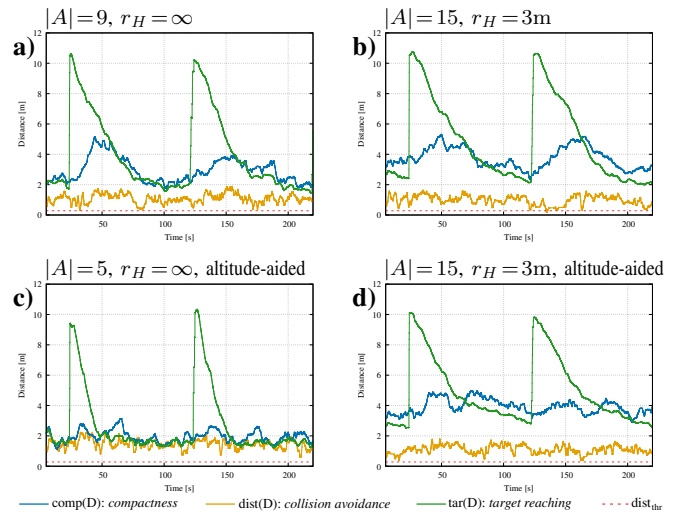 |A|=9, r_H=∞
a)
12
10
8
6
4
2
0
Distance [m]
50 100 150 200
Time [s]
|A|=15, r_H=3m
b)
12
10
8
6
4
2
0
Distance [m]
50 100 150 200
Time [s]
|A|=5, r_H=∞, altitude-aided
c)
12
10
8
6
4
2
0
Distance [m]
50 100 150 200
Time [s]
|A|=15, r_H=3m, altitude-aided
d)
12
10
8
6
4
2
0
Distance [m]
50 100 150 200
Time [s]
comp(D): compactness dist(D): collision avoidance tar(D): target reaching dist_thr